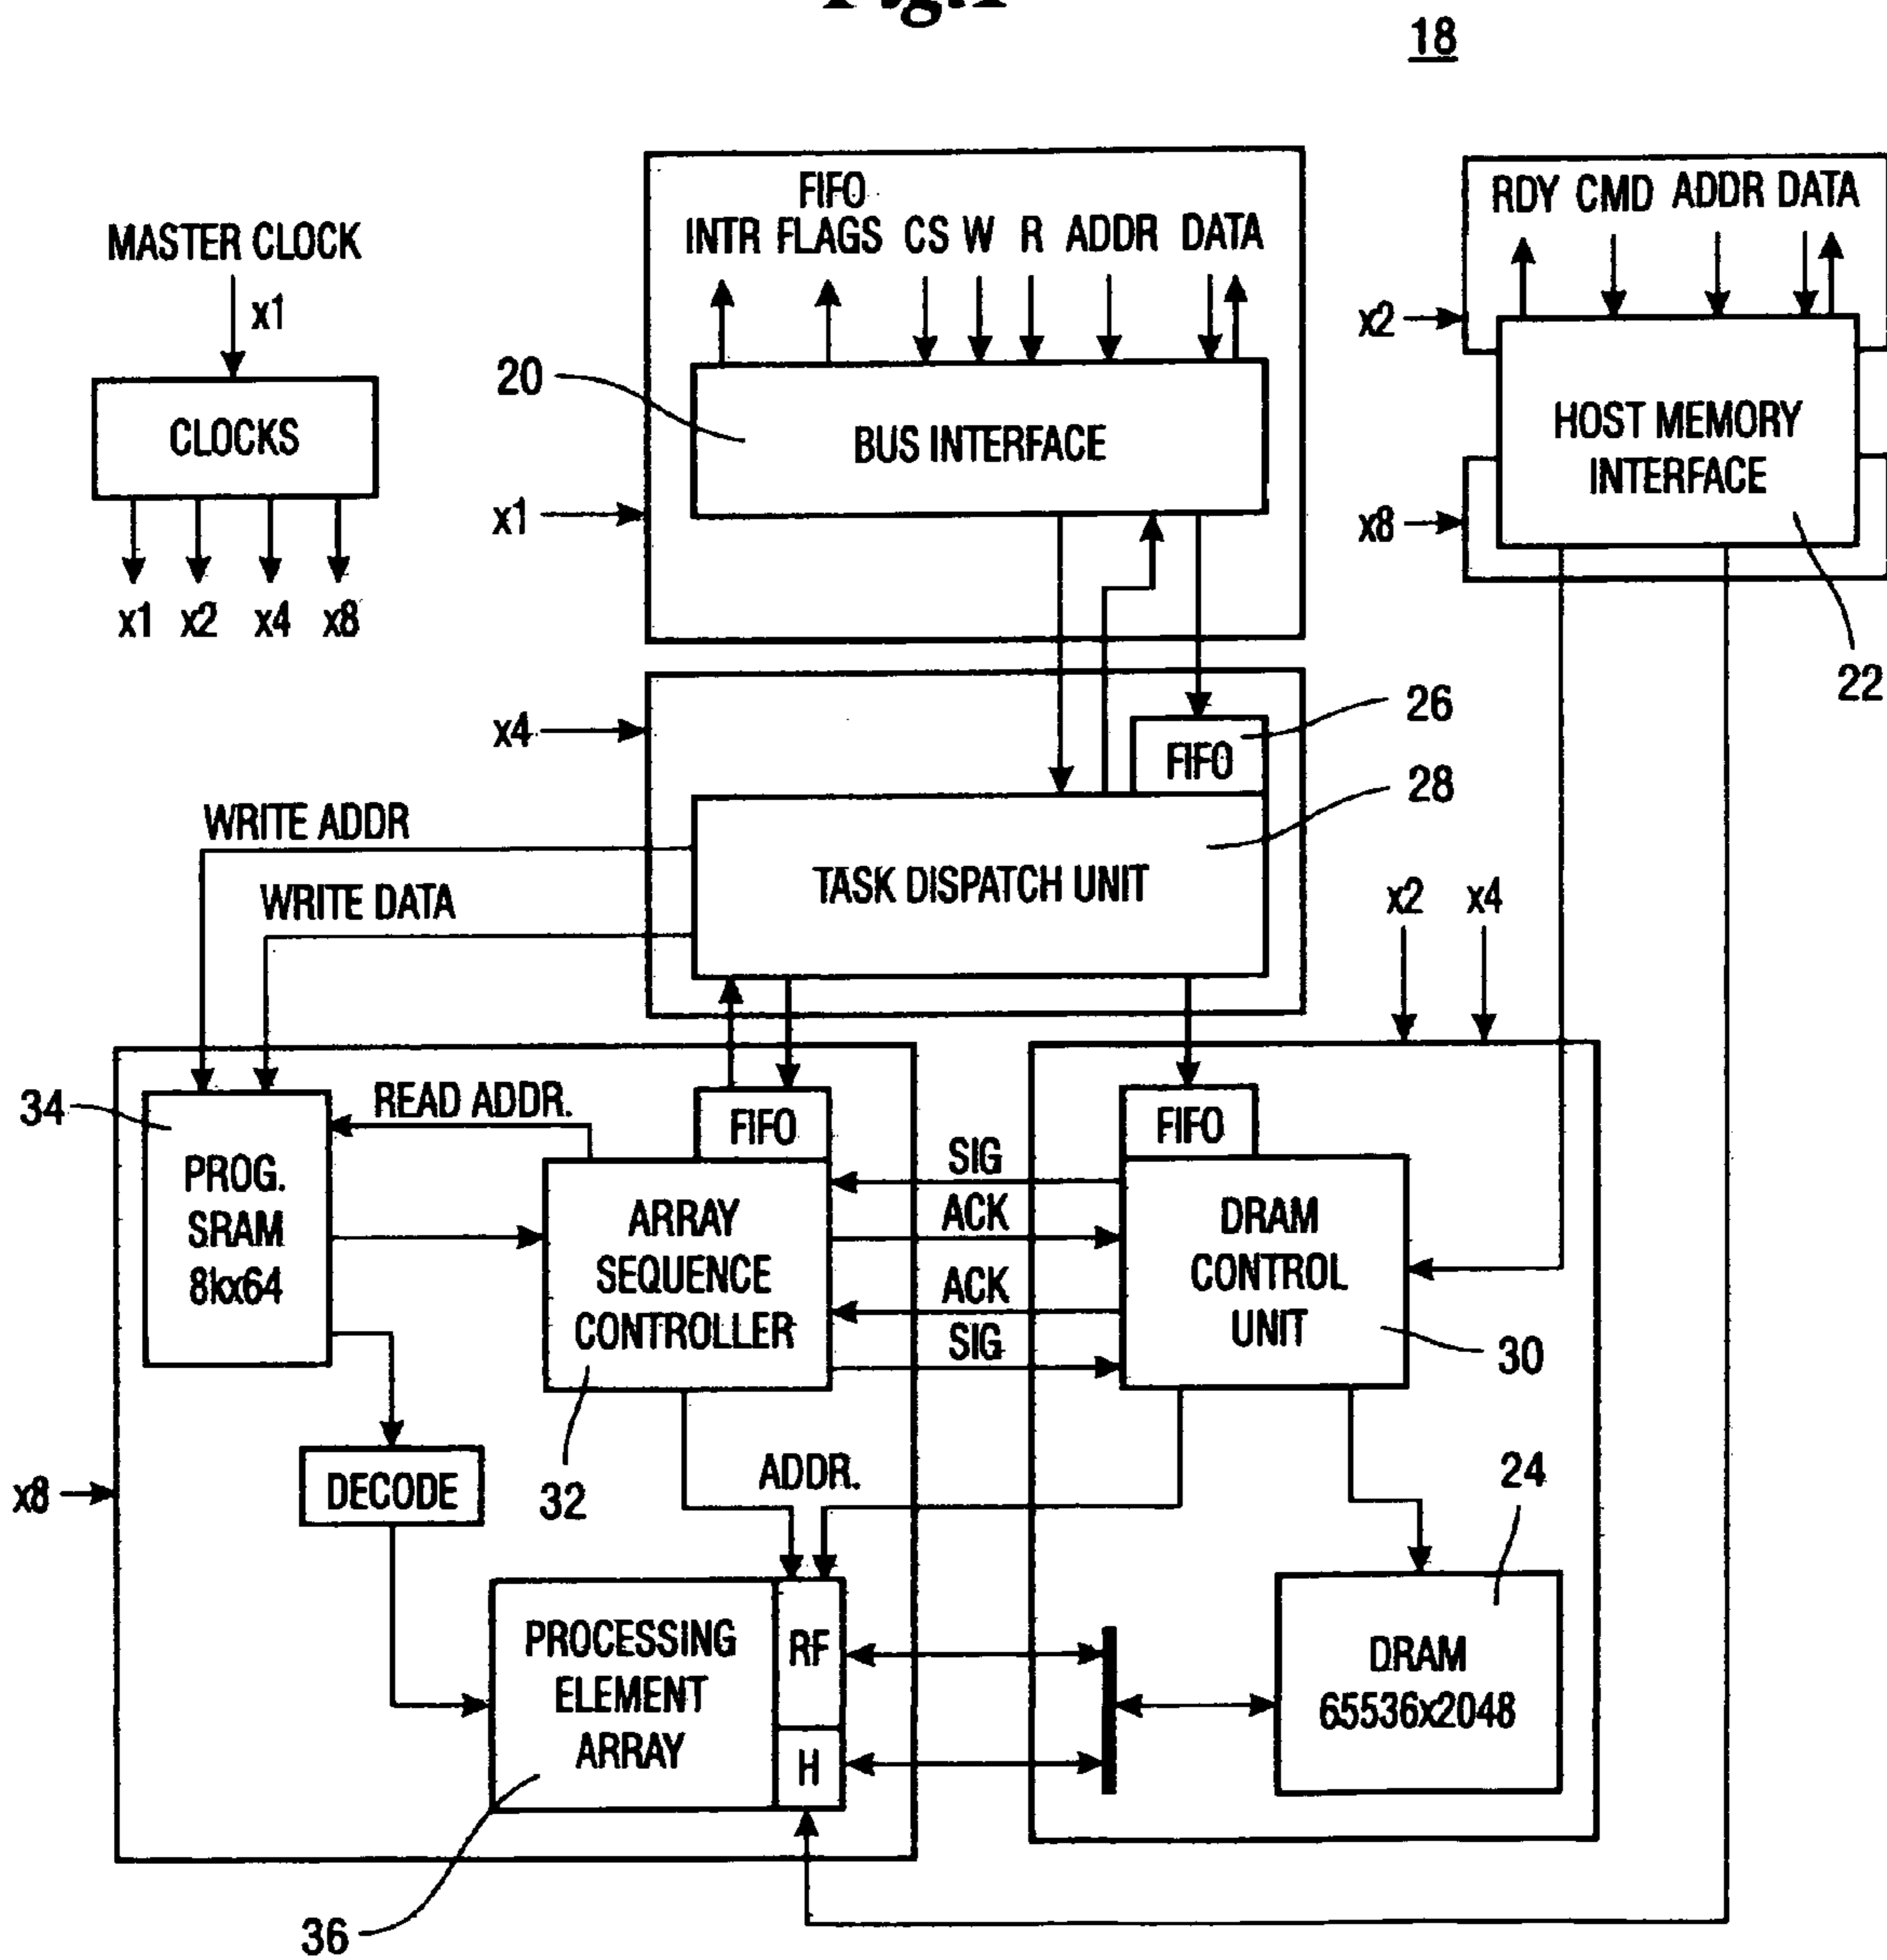 Fig.1
18
MASTER CLOCK
x1
CLOCKS
x1 x2 x4 x8
FIFO
INTR FLAGS CS W R ADDR DATA
20
BUS INTERFACE
x1
RDY CMD ADDR DATA
x2
HOST MEMORY
INTERFACE
x8
22
x4
26
FIFO
28
TASK DISPATCH UNIT
WRITE ADDR
WRITE DATA
x2 x4
34
READ ADDR.
FIFO
FIFO
PROG.
SRAM
8kx64
ARRAY
SEQUENCE
CONTROLLER
SIG
ACK
ACK
SIG
DRAM
CONTROL
UNIT
30
x8
DECODE
32
ADDR.
24
PROCESSING
ELEMENT
ARRAY
RF
H
DRAM
65536x2048
36